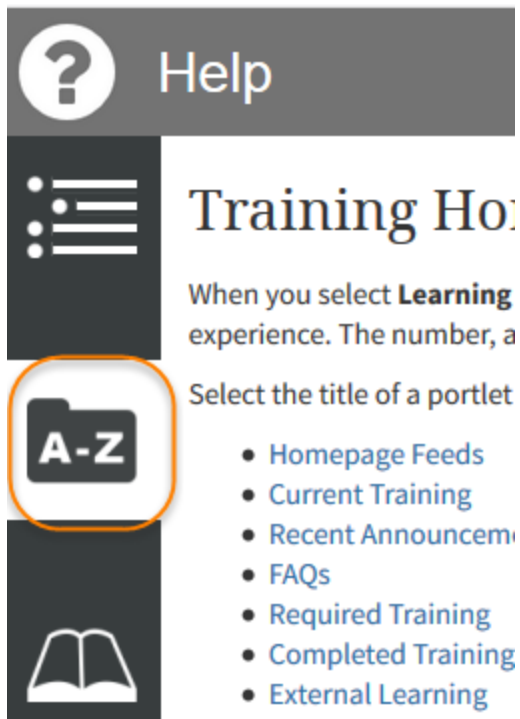 ?
Help
Training Ho
When you select Learning
experience. The number, a
A-Z
Select the title of a portlet
• Homepage Feeds
• Current Training
• Recent Announcem
• FAQs
• Required Training
• Completed Training
• External Learning